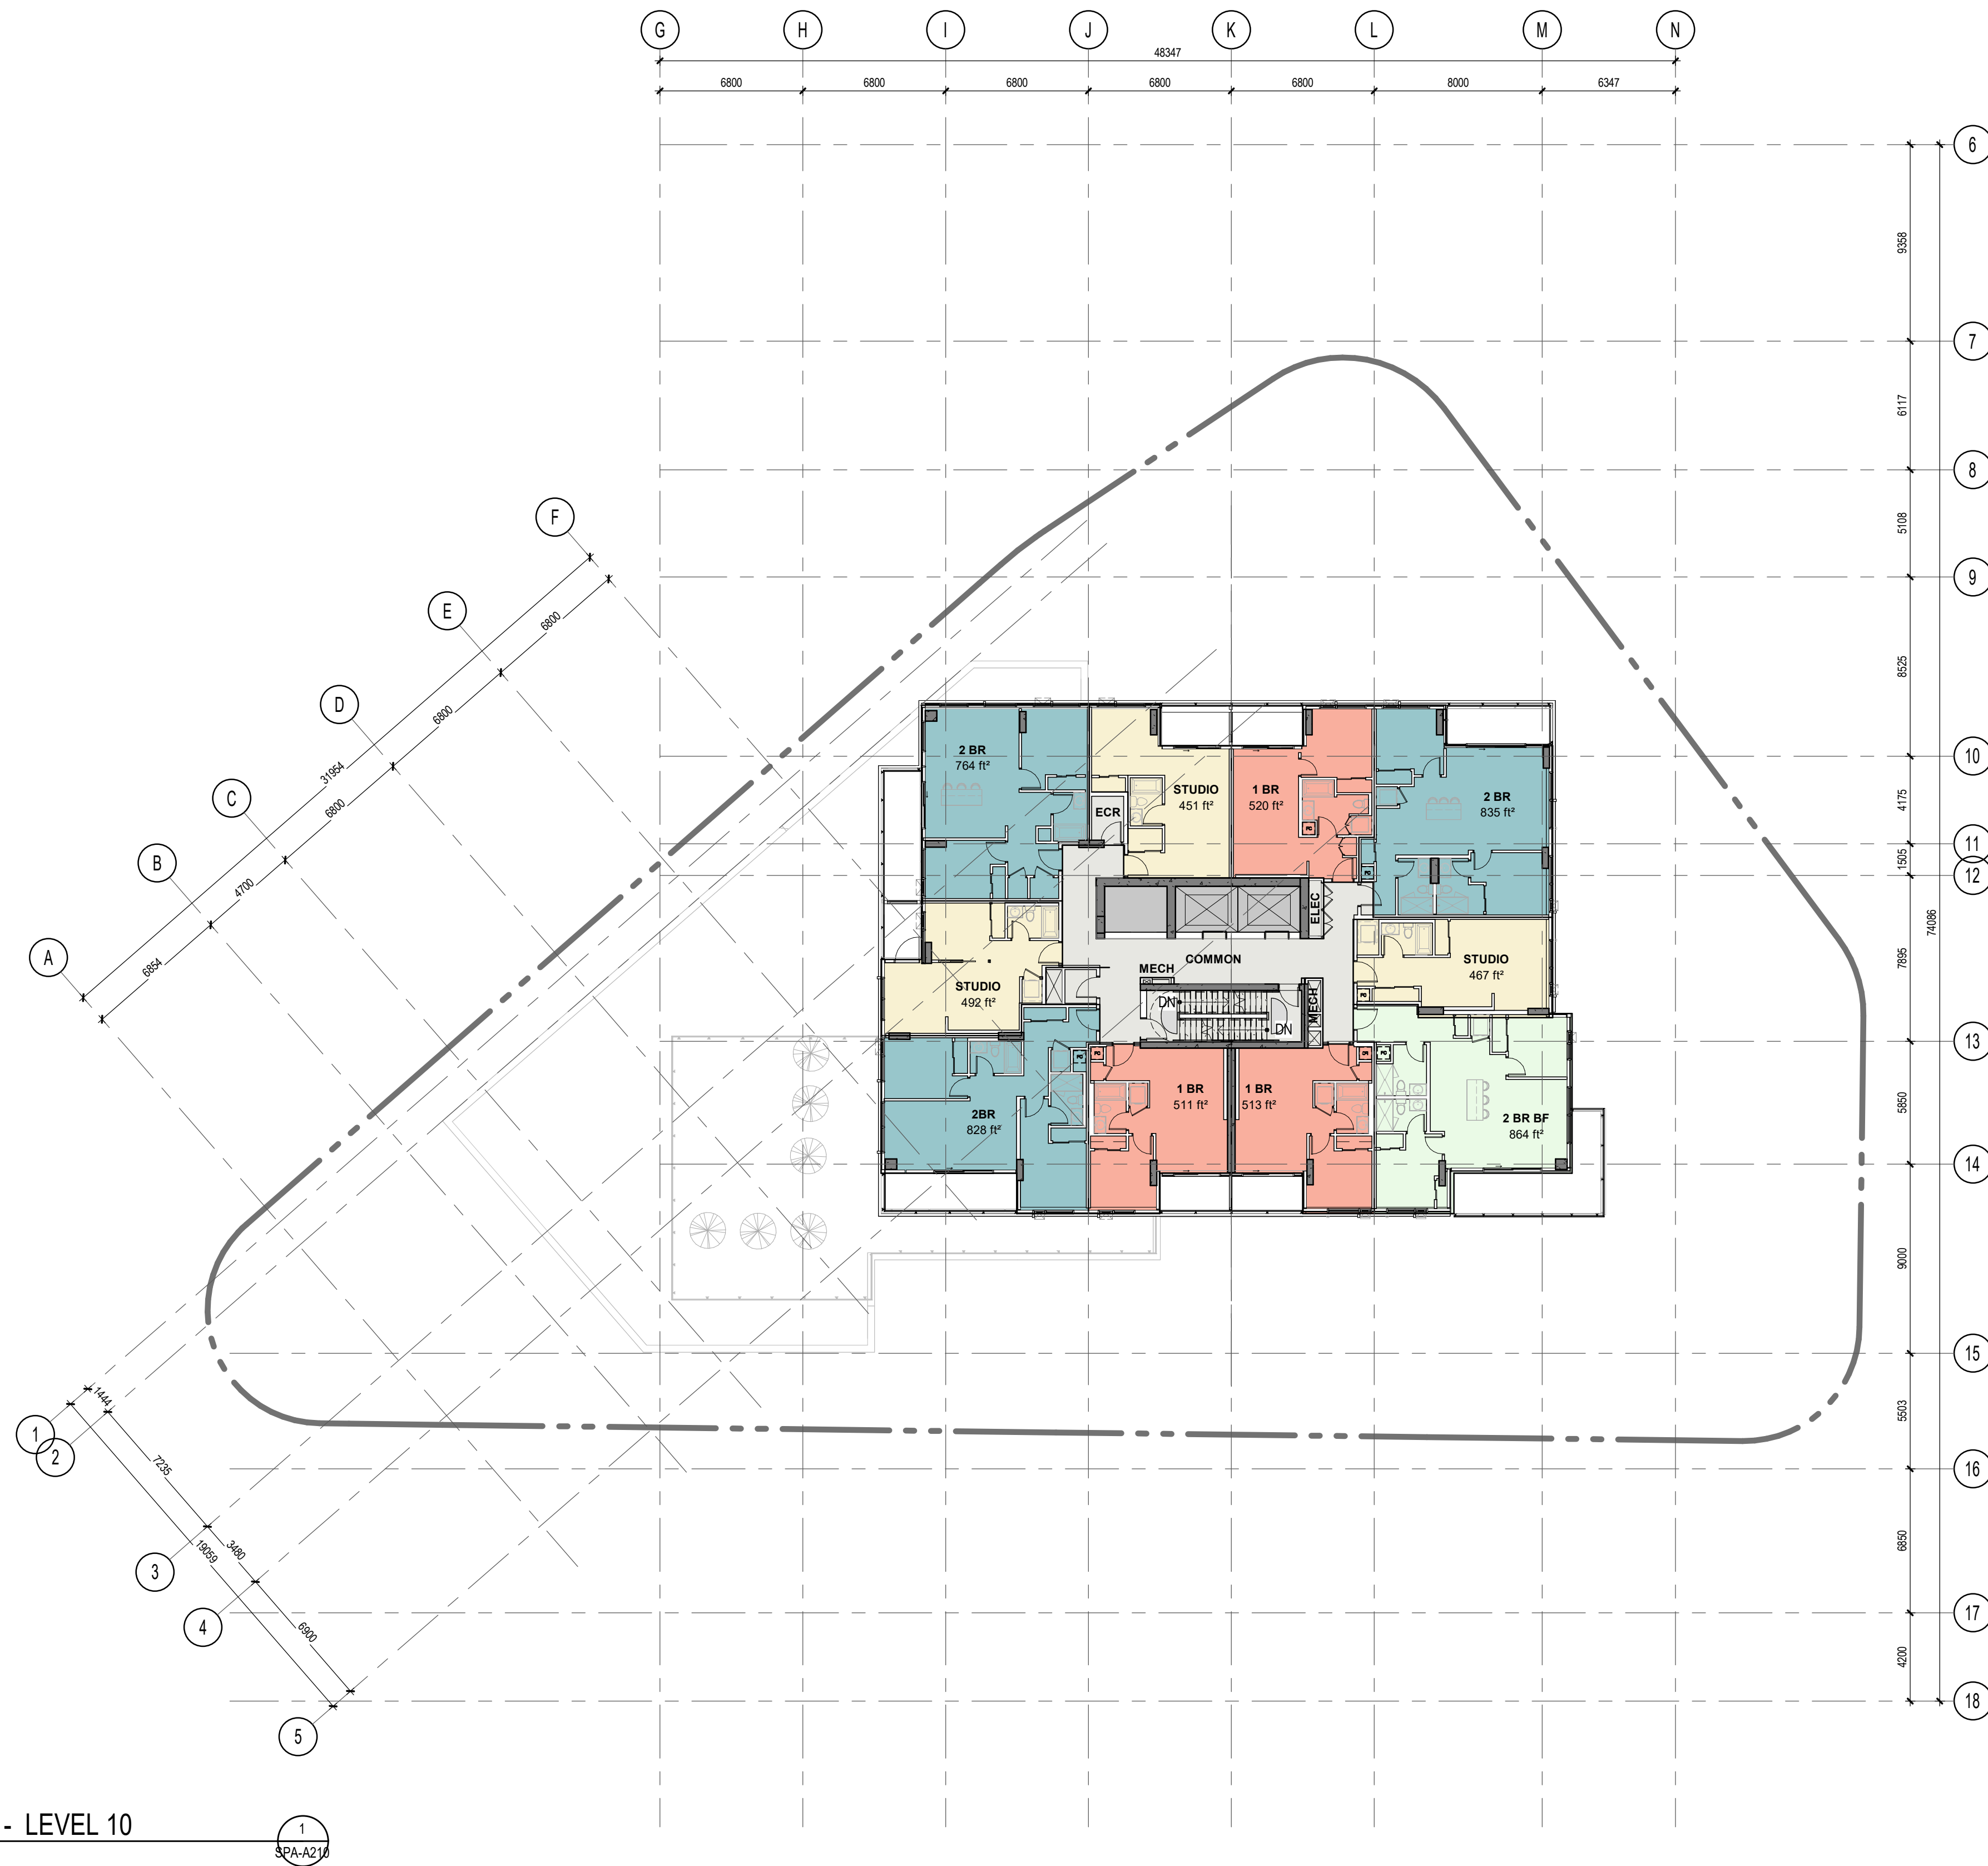 G H I J K L M N
48347
6800 6800 6800 6800 6800 8000 6347
6
9358
7
6117
8
5108
9
8525
10
4175
11
1505
12
7895
74086
13
5850
14
9000
15
5503
16
6850
17
4200
18
F
E
D
C
B
A
6800
6800
31954
6800
4700
6854
2 BR
764 ft²
STUDIO
451 ft²
1 BR
520 ft²
2 BR
835 ft²
ECR
ELEC
COMMON
MECH
MECH
DN
DN
STUDIO
492 ft²
STUDIO
467 ft²
2BR
828 ft²
1 BR
511 ft²
1 BR
513 ft²
2 BR BF
864 ft²
1444
1
2
7235
3480
19059
3
4
6900
5
- LEVEL 10
1
SPA-A210